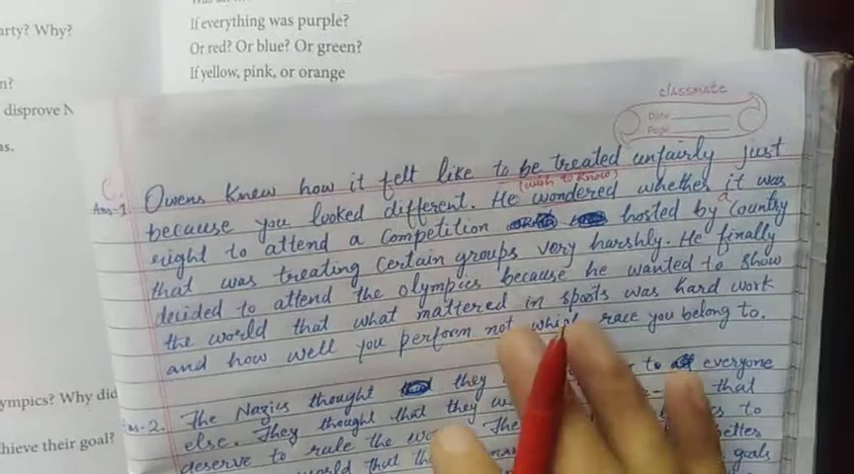 arty? Why?
n?
disprove
ns.
ympics? Why did
hieve their goal?
If everything was purple?
Or red? Or blue? Or green?
If yellow, pink, or orange
classmate
Date
Page
C.
Ans-1 Owens knew how it felt like to be treated unfairly just
(wish to know)
because you looked different. He wondered whether it was
right to attend a competition hosted by a country
that was treating certain groups very harshly. He finally
decided to attend the olympics because he wanted to show
the world that what mattered in sports was hard work
and how well you perform not which race you belong to.
Ans-2. The Nazis thought they to everyone
else. They thought that they that
deserve to rule the The to
world that the goals